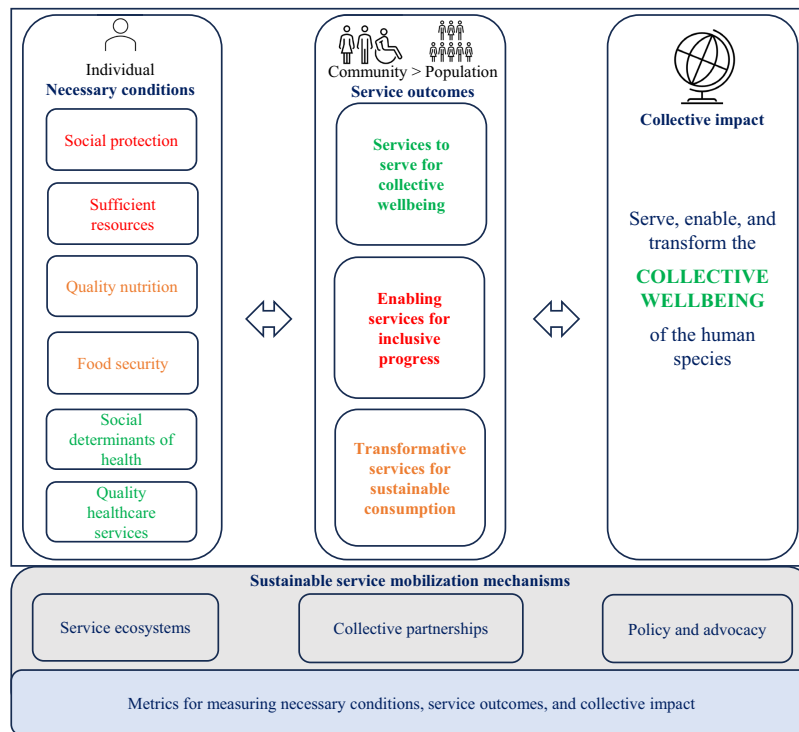 Individual
Necessary conditions
Social protection
Sufficient
resources
Quality nutrition
Food security
Social
determinants of
health
Quality
healthcare
services
Community > Population
Service outcomes
Services to
serve for
collective
wellbeing
Enabling
services for
inclusive
progress
Transformative
services for
sustainable
consumption
Collective impact
Serve, enable, and
transform the
COLLECTIVE
WELLBEING
of the human
species
Sustainable service mobilization mechanisms
Service ecosystems
Collective partnerships
Policy and advocacy
Metrics for measuring necessary conditions, service outcomes, and collective impact